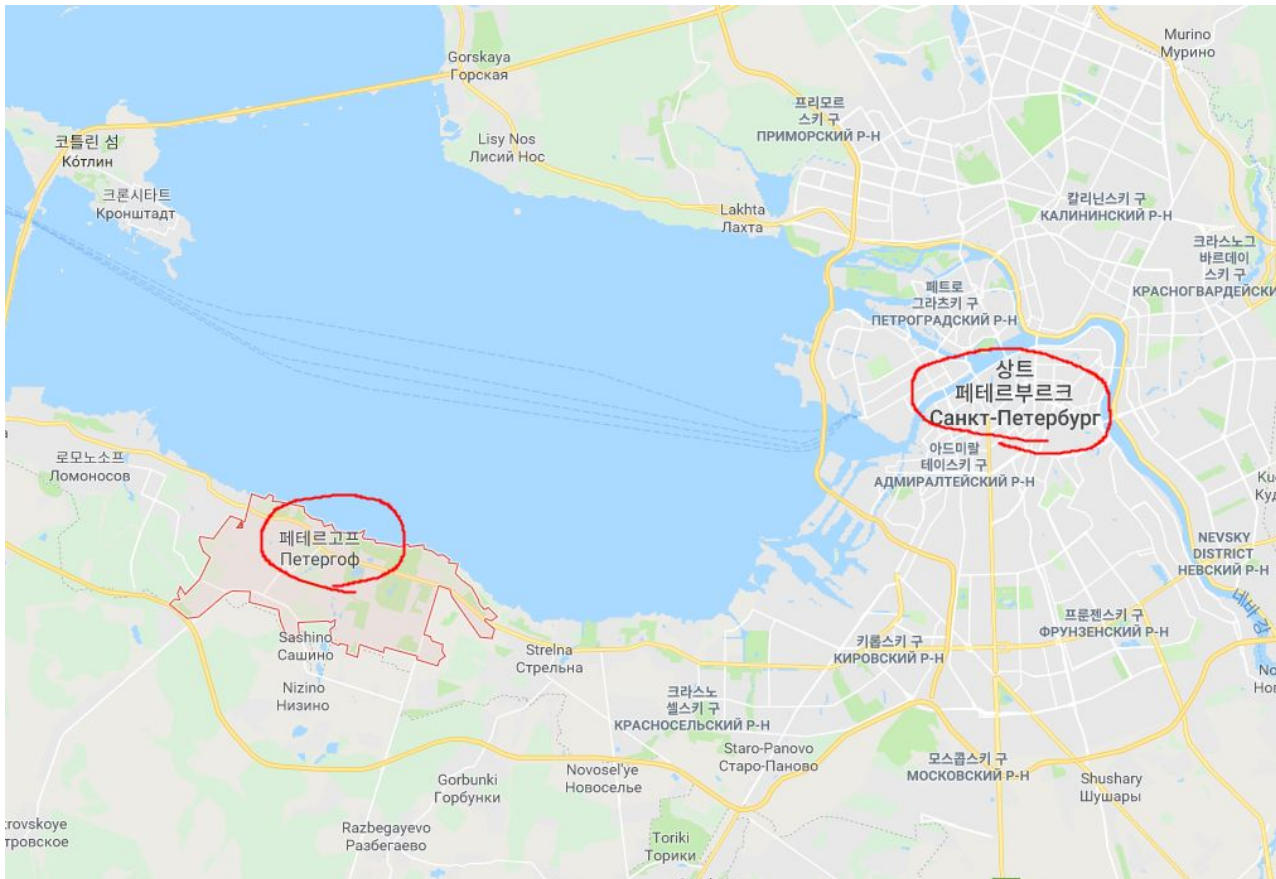 Murino
Мурино
Gorskaya
Горская
프리모르
스키 구
ПРИМОРСКИЙ Р-Н
코틀린 섬
Ко́тлин
Lisy Nos
Лисий Нос
크론시타트
Кронштадт
칼리닌스키 구
КАЛИНИНСКИЙ Р-Н
Lakhta
Лахта
크라스노그
바르데이
스키 구
КРАСНОГВАРДЕЙСКИ
페트로
그라츠키 구
ПЕТРОГРАДСКИЙ Р-Н
상트
페테르부르크
Санкт-Петербург
아드미랄
테이스키 구
АДМИРАЛТЕЙСКИЙ Р-Н
로모노소프
Ломоносов
페테르고프
Петергоф
NEVSKY
DISTRICT
НЕВСКИЙ Р-Н
네바 강
프룬젠스키 구
ФРУНЗЕНСКИЙ Р-Н
Sashino
Сашино
Strelna
Стрельна
키롭스키 구
КИРОВСКИЙ Р-Н
Nizino
Низино
크라스노
셀스키 구
КРАСНОСЕЛЬСКИЙ Р-Н
Staro-Panovo
Старо-Паново
모스콥스키 구
МОСКОВСКИЙ Р-Н
Gorbunki
Горбунки
Novosel'ye
Новоселье
Shushary
Шушары
trovskoye
тровское
Razbegayevo
Разбегаево
Toriki
Торики